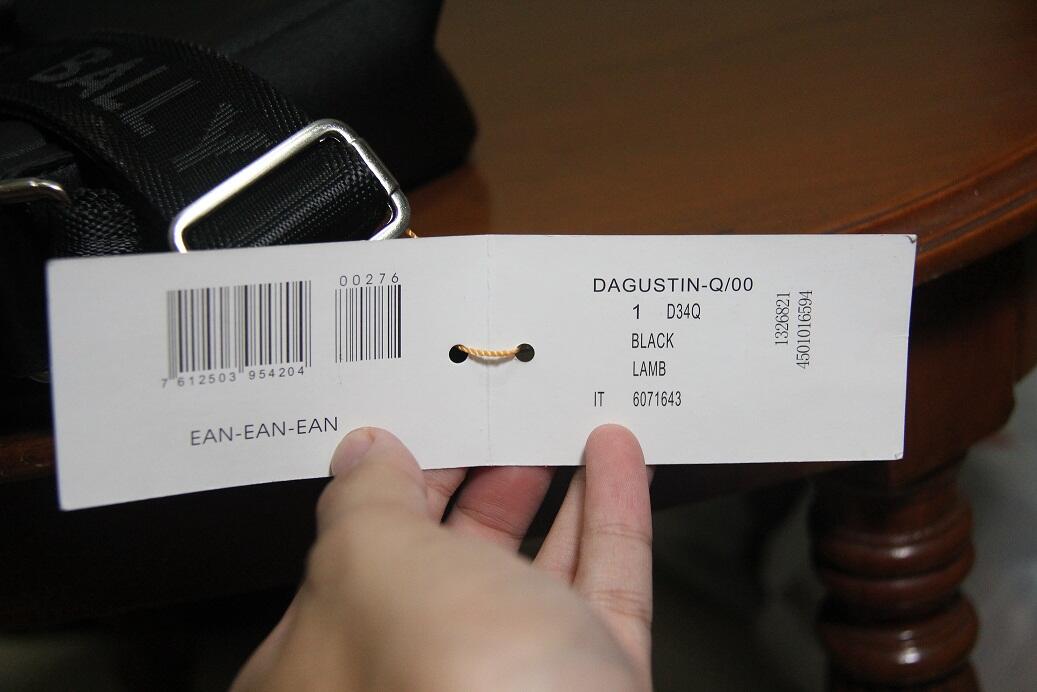 BALLY
00276
7 612503 954204
EAN-EAN-EAN
DAGUSTIN-Q/00
1 D34Q
BLACK
LAMB
IT 6071643
1326821
4501016594